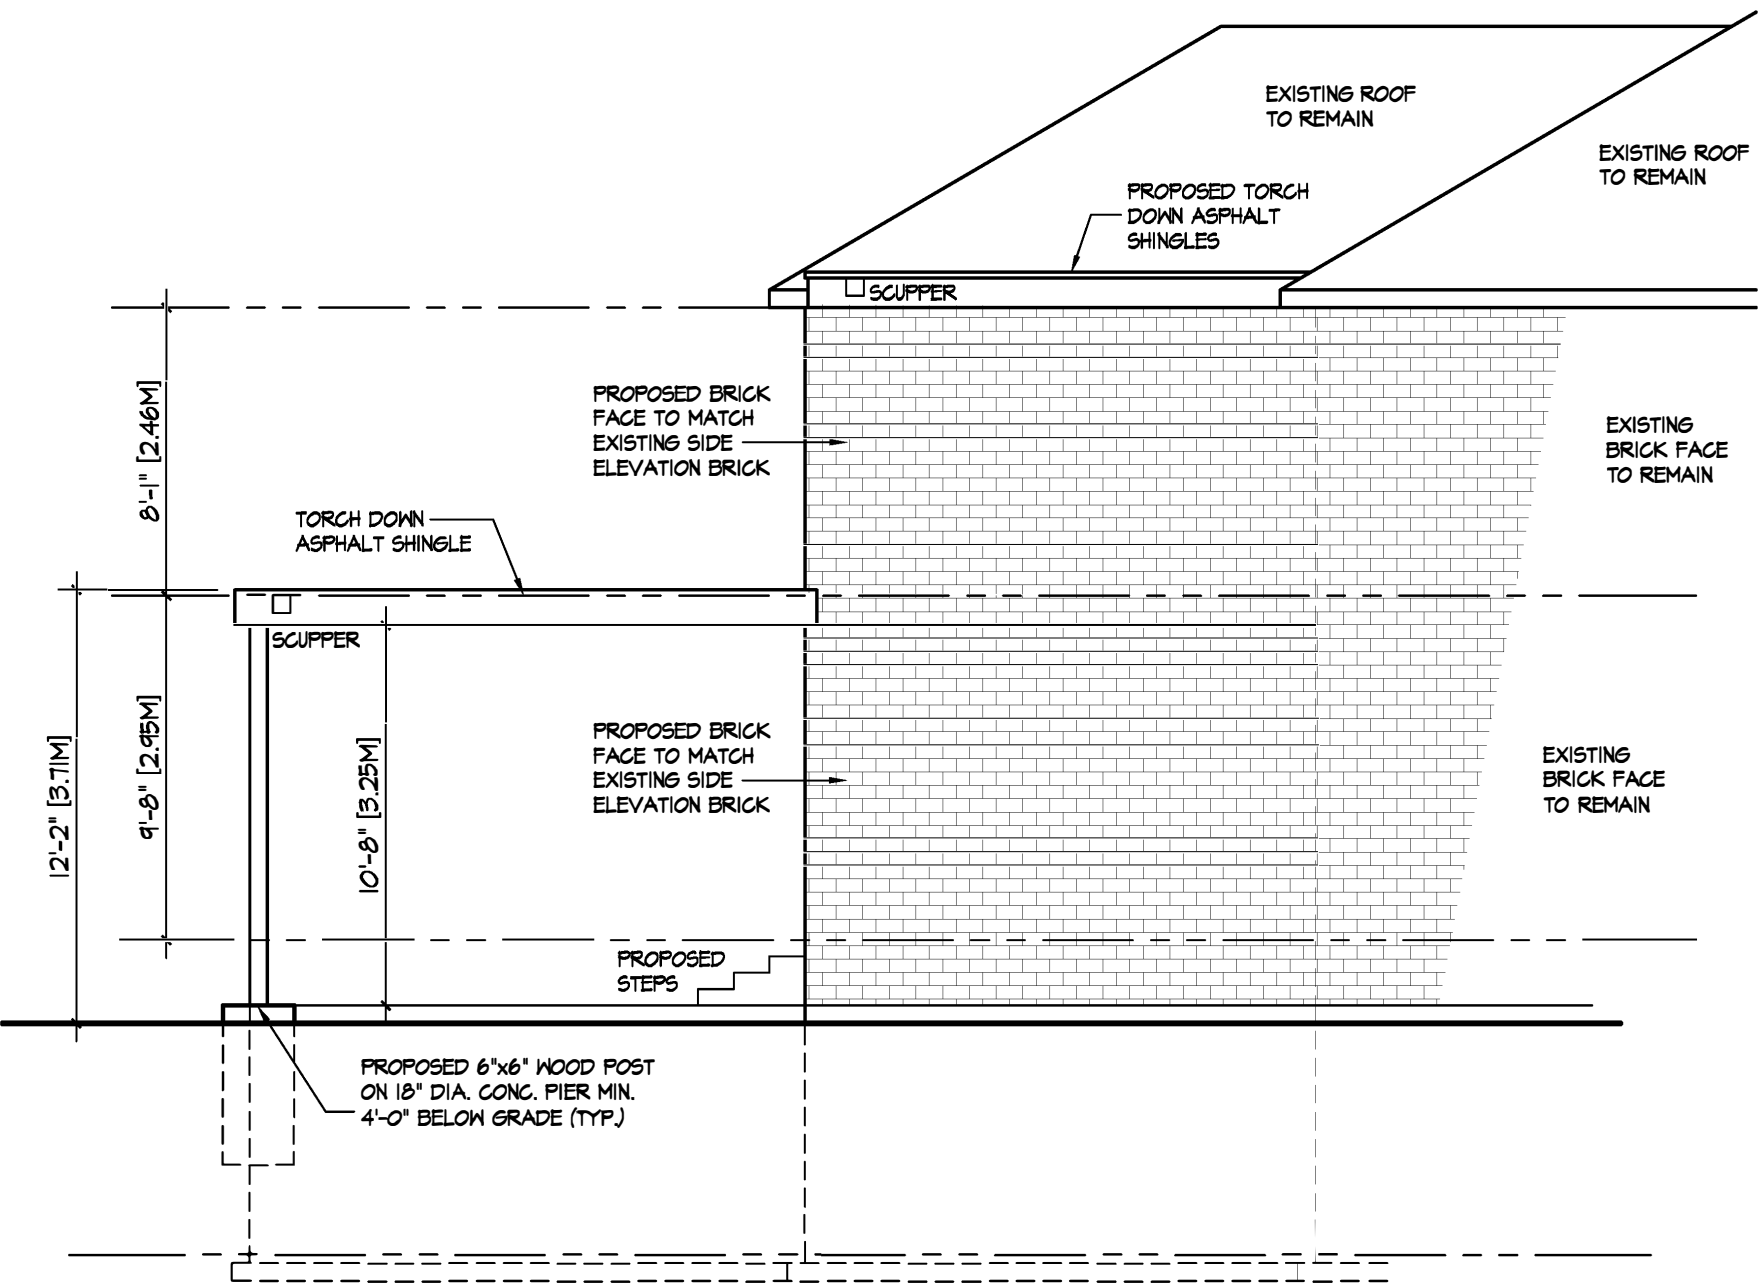 EXISTING ROOF
TO REMAIN
EXISTING ROOF
TO REMAIN
PROPOSED TORCH
DOWN ASPHALT
SHINGLES
SCUPPER
8'-1" [2.46M]
PROPOSED BRICK
FACE TO MATCH
EXISTING SIDE
ELEVATION BRICK
EXISTING
BRICK FACE
TO REMAIN
TORCH DOWN
ASPHALT SHINGLE
SCUPPER
12'-2" [3.71M]
9'-8" [2.95M]
10'-8" [3.25M]
PROPOSED BRICK
FACE TO MATCH
EXISTING SIDE
ELEVATION BRICK
EXISTING
BRICK FACE
TO REMAIN
PROPOSED
STEPS
PROPOSED 6"x6" WOOD POST
ON 18" DIA. CONC. PIER MIN.
4'-0" BELOW GRADE (TYP.)